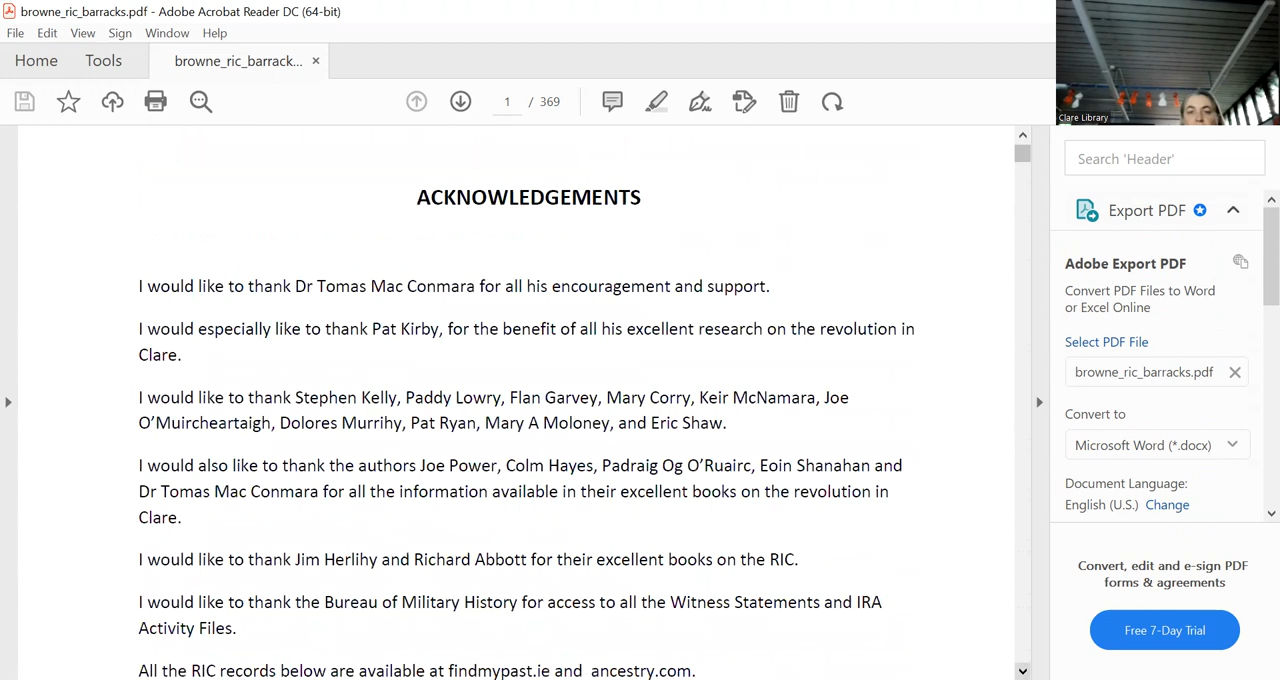 browne_ric_barracks.pdf - Adobe Acrobat Reader DC (64-bit)
File Edit View Sign Window Help
Home Tools browne_ric_barrack... ×
1 / 369
Clare Library
Search 'Header'
ACKNOWLEDGEMENTS
I would like to thank Dr Tomas Mac Conmara for all his encouragement and support.
I would especially like to thank Pat Kirby, for the benefit of all his excellent research on the revolution in
Clare.
I would like to thank Stephen Kelly, Paddy Lowry, Flan Garvey, Mary Corry, Keir McNamara, Joe
O’Muircheartaigh, Dolores Murrihy, Pat Ryan, Mary A Moloney, and Eric Shaw.
I would also like to thank the authors Joe Power, Colm Hayes, Padraig Og O’Ruairc, Eoin Shanahan and
Dr Tomas Mac Conmara for all the information available in their excellent books on the revolution in
Clare.
I would like to thank Jim Herlihy and Richard Abbott for their excellent books on the RIC.
I would like to thank the Bureau of Military History for access to all the Witness Statements and IRA
Activity Files.
All the RIC records below are available at findmypast.ie and ancestry.com.
Export PDF
Adobe Export PDF
Convert PDF Files to Word
or Excel Online
Select PDF File
browne_ric_barracks.pdf
Convert to
Microsoft Word (*.docx)
Document Language:
English (U.S.) Change
Convert, edit and e-sign PDF
forms & agreements
Free 7-Day Trial